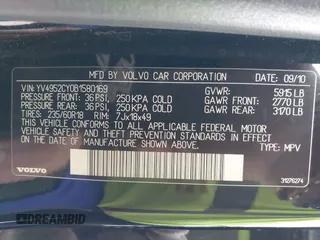 MFD. BY VOLVO CAR CORPORATION DATE: 09/10
VIN: YV4952CY0B1580169 GVWR: 5915 LB
PRESSURE FRONT: 36 PSI, 250 KPA COLD GAWR FRONT: 2770 LB
PRESSURE REAR: 36 PSI, 250 KPA COLD GAWR REAR: 3170 LB
TIRES: 235/60R18 RIM: 7Jx18x49
THIS VEHICLE CONFORMS TO ALL APPLICABLE FEDERAL
MOTOR VEHICLE SAFETY, BUMPER, AND THEFT PREVENTION
STANDARDS IN EFFECT ON THE DATE OF MANUFACTURE
SHOWN ABOVE. TYPE: MPV
VOLVO 31276274
DREAMBID